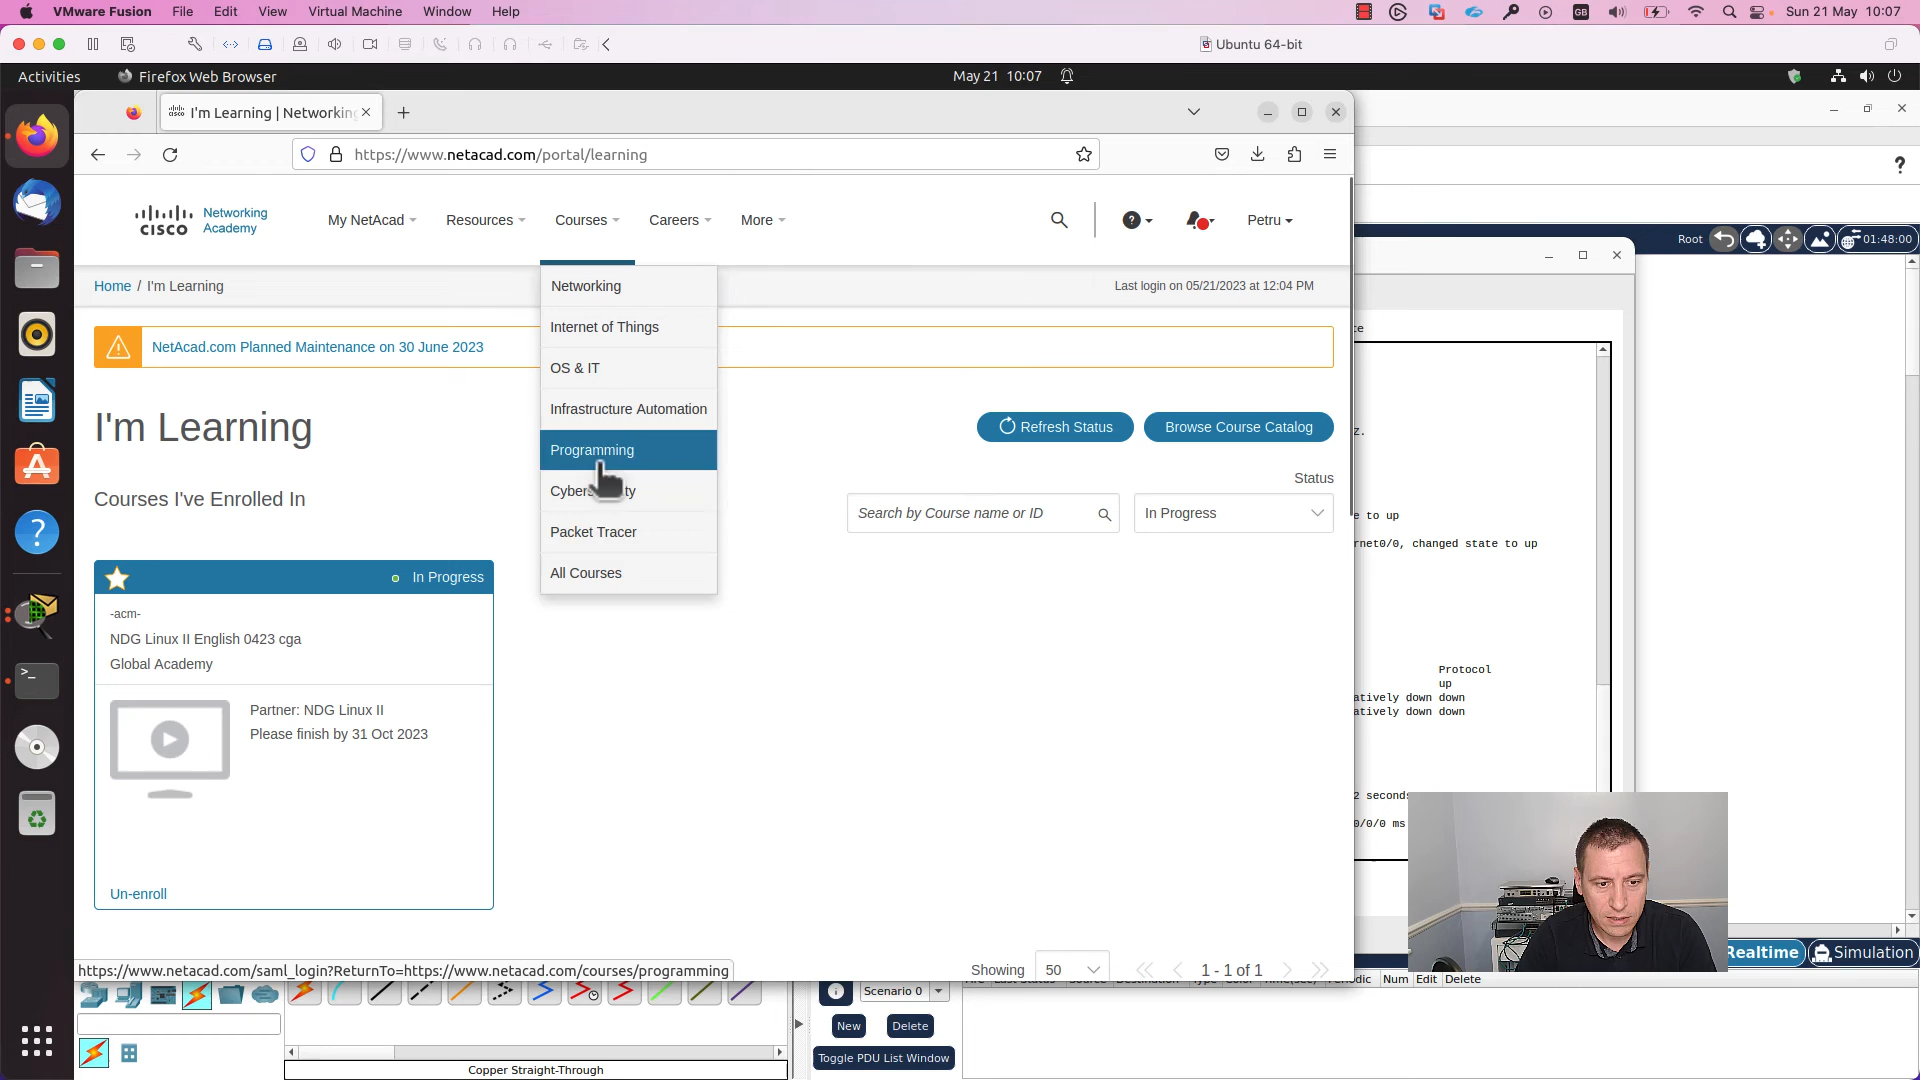 VMware Fusion File Edit View Virtual Machine Window Help
GB
Sun 21 May 10:07
Ubuntu 64-bit
Activities Firefox Web Browser
May 21 10:07
I'm Learning | Networking
https://www.netacad.com/portal/learning
cisco Networking Academy
My NetAcad Resources Courses Careers More
Petru
Root
01:48:00
Home / I'm Learning
Last login on 05/21/2023 at 12:04 PM
Networking
Internet of Things
OS & IT
Infrastructure Automation
Programming
Packet Tracer
All Courses
NetAcad.com Planned Maintenance on 30 June 2023
I'm Learning
Refresh Status
Browse Course Catalog
Courses I've Enrolled In
Status
Search by Course name or ID
In Progress
In Progress
-acm-
NDG Linux II English 0423 cga
Global Academy
Partner: NDG Linux II
Please finish by 31 Oct 2023
Un-enroll
Showing 50 1 - 1 of 1
https://www.netacad.com/saml_login?ReturnTo=https://www.netacad.com/courses/programming
z.
e to up
rnet0/0, changed state to up
Protocol
up
atively down down
atively down down
2 seconds
0/0/0 ms
Realtime
Simulation
Scenario 0
Num Edit Delete
New
Delete
Toggle PDU List Window
Copper Straight-Through